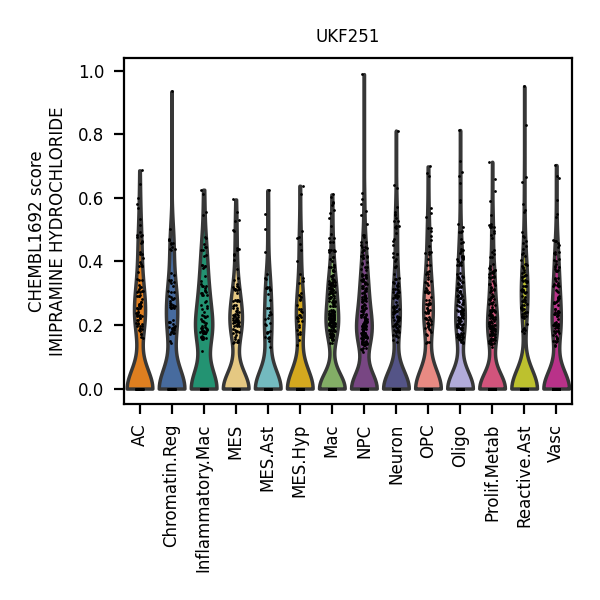 UKF251
CHEMBL1692 score
IMIPRAMINE HYDROCHLORIDE
1.0
0.8
0.6
0.4
0.2
0.0
AC
Chromatin.Reg
Inflammatory.Mac
MES
MES.Ast
MES.Hyp
Mac
NPC
Neuron
OPC
Oligo
Prolif.Metab
Reactive.Ast
Vasc